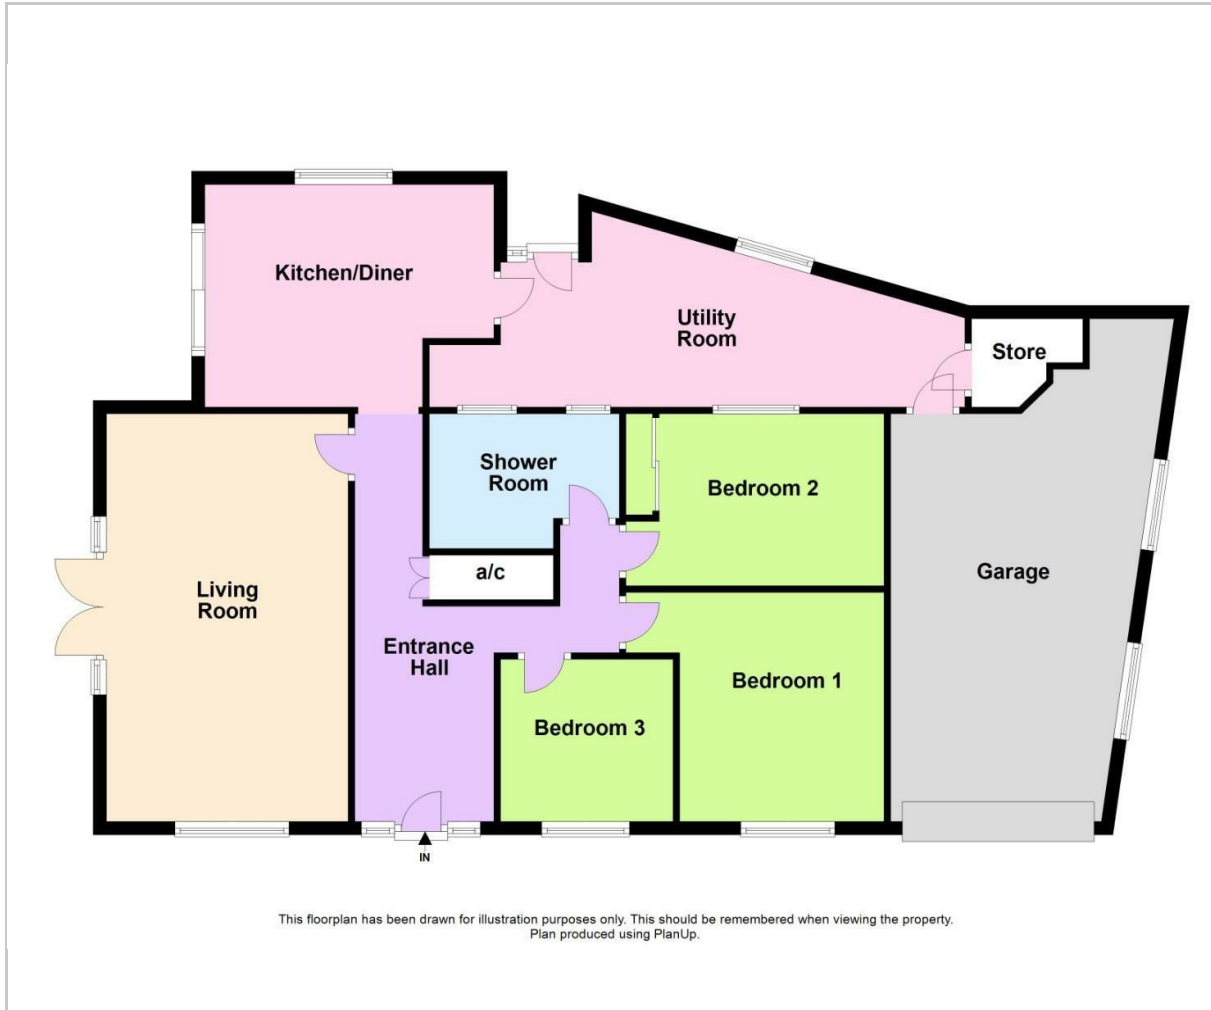 Kitchen/Diner
Utility
Room
Store
Shower
Room
Bedroom 2
a/c
Garage
Living
Room
Entrance
Hall
Bedroom 1
Bedroom 3
IN
This floorplan has been drawn for illustration purposes only. This should be remembered when viewing the property.
Plan produced using PlanUp.